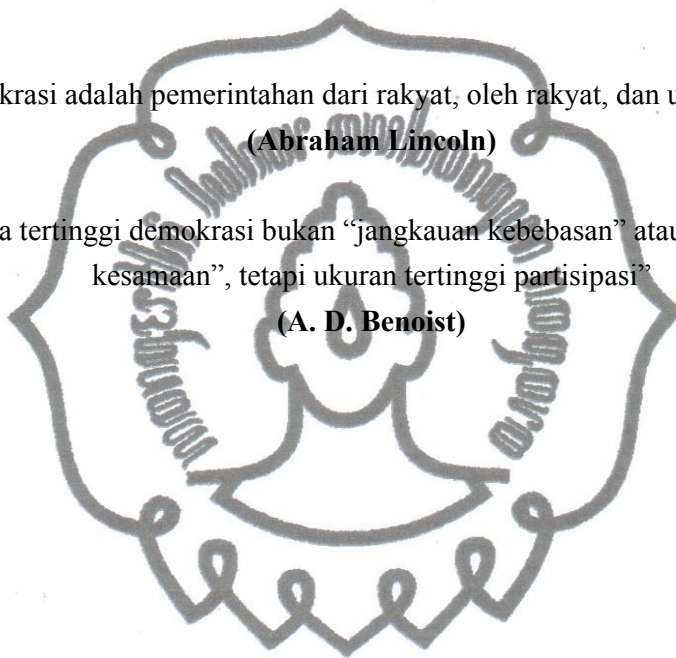 krasi adalah pemerintahan dari rakyat, oleh rakyat, dan u
(Abraham Lincoln)
a tertinggi demokrasi bukan “jangkauan kebebasan” atau
kesamaan”, tetapi ukuran tertinggi partisipasi”
(A. D. Benoist)